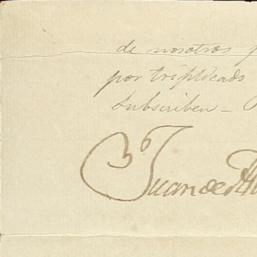 de nosotros
por triplicado
subscriben -
Juan de